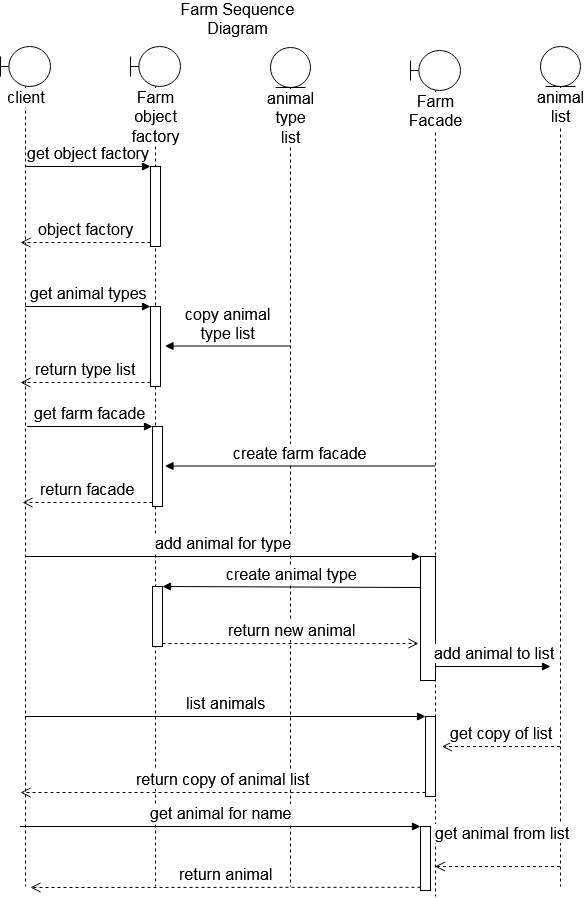 Farm Sequence
Diagram
client
Farm
object
factory
animal
type
list
Farm
Facade
animal
list
get object factory
object factory
get animal types
copy animal
type list
return type list
get farm facade
create farm facade
return facade
add animal for type
create animal type
return new animal
add animal to list
list animals
get copy of list
return copy of animal list
get animal for name
get animal from list
return animal